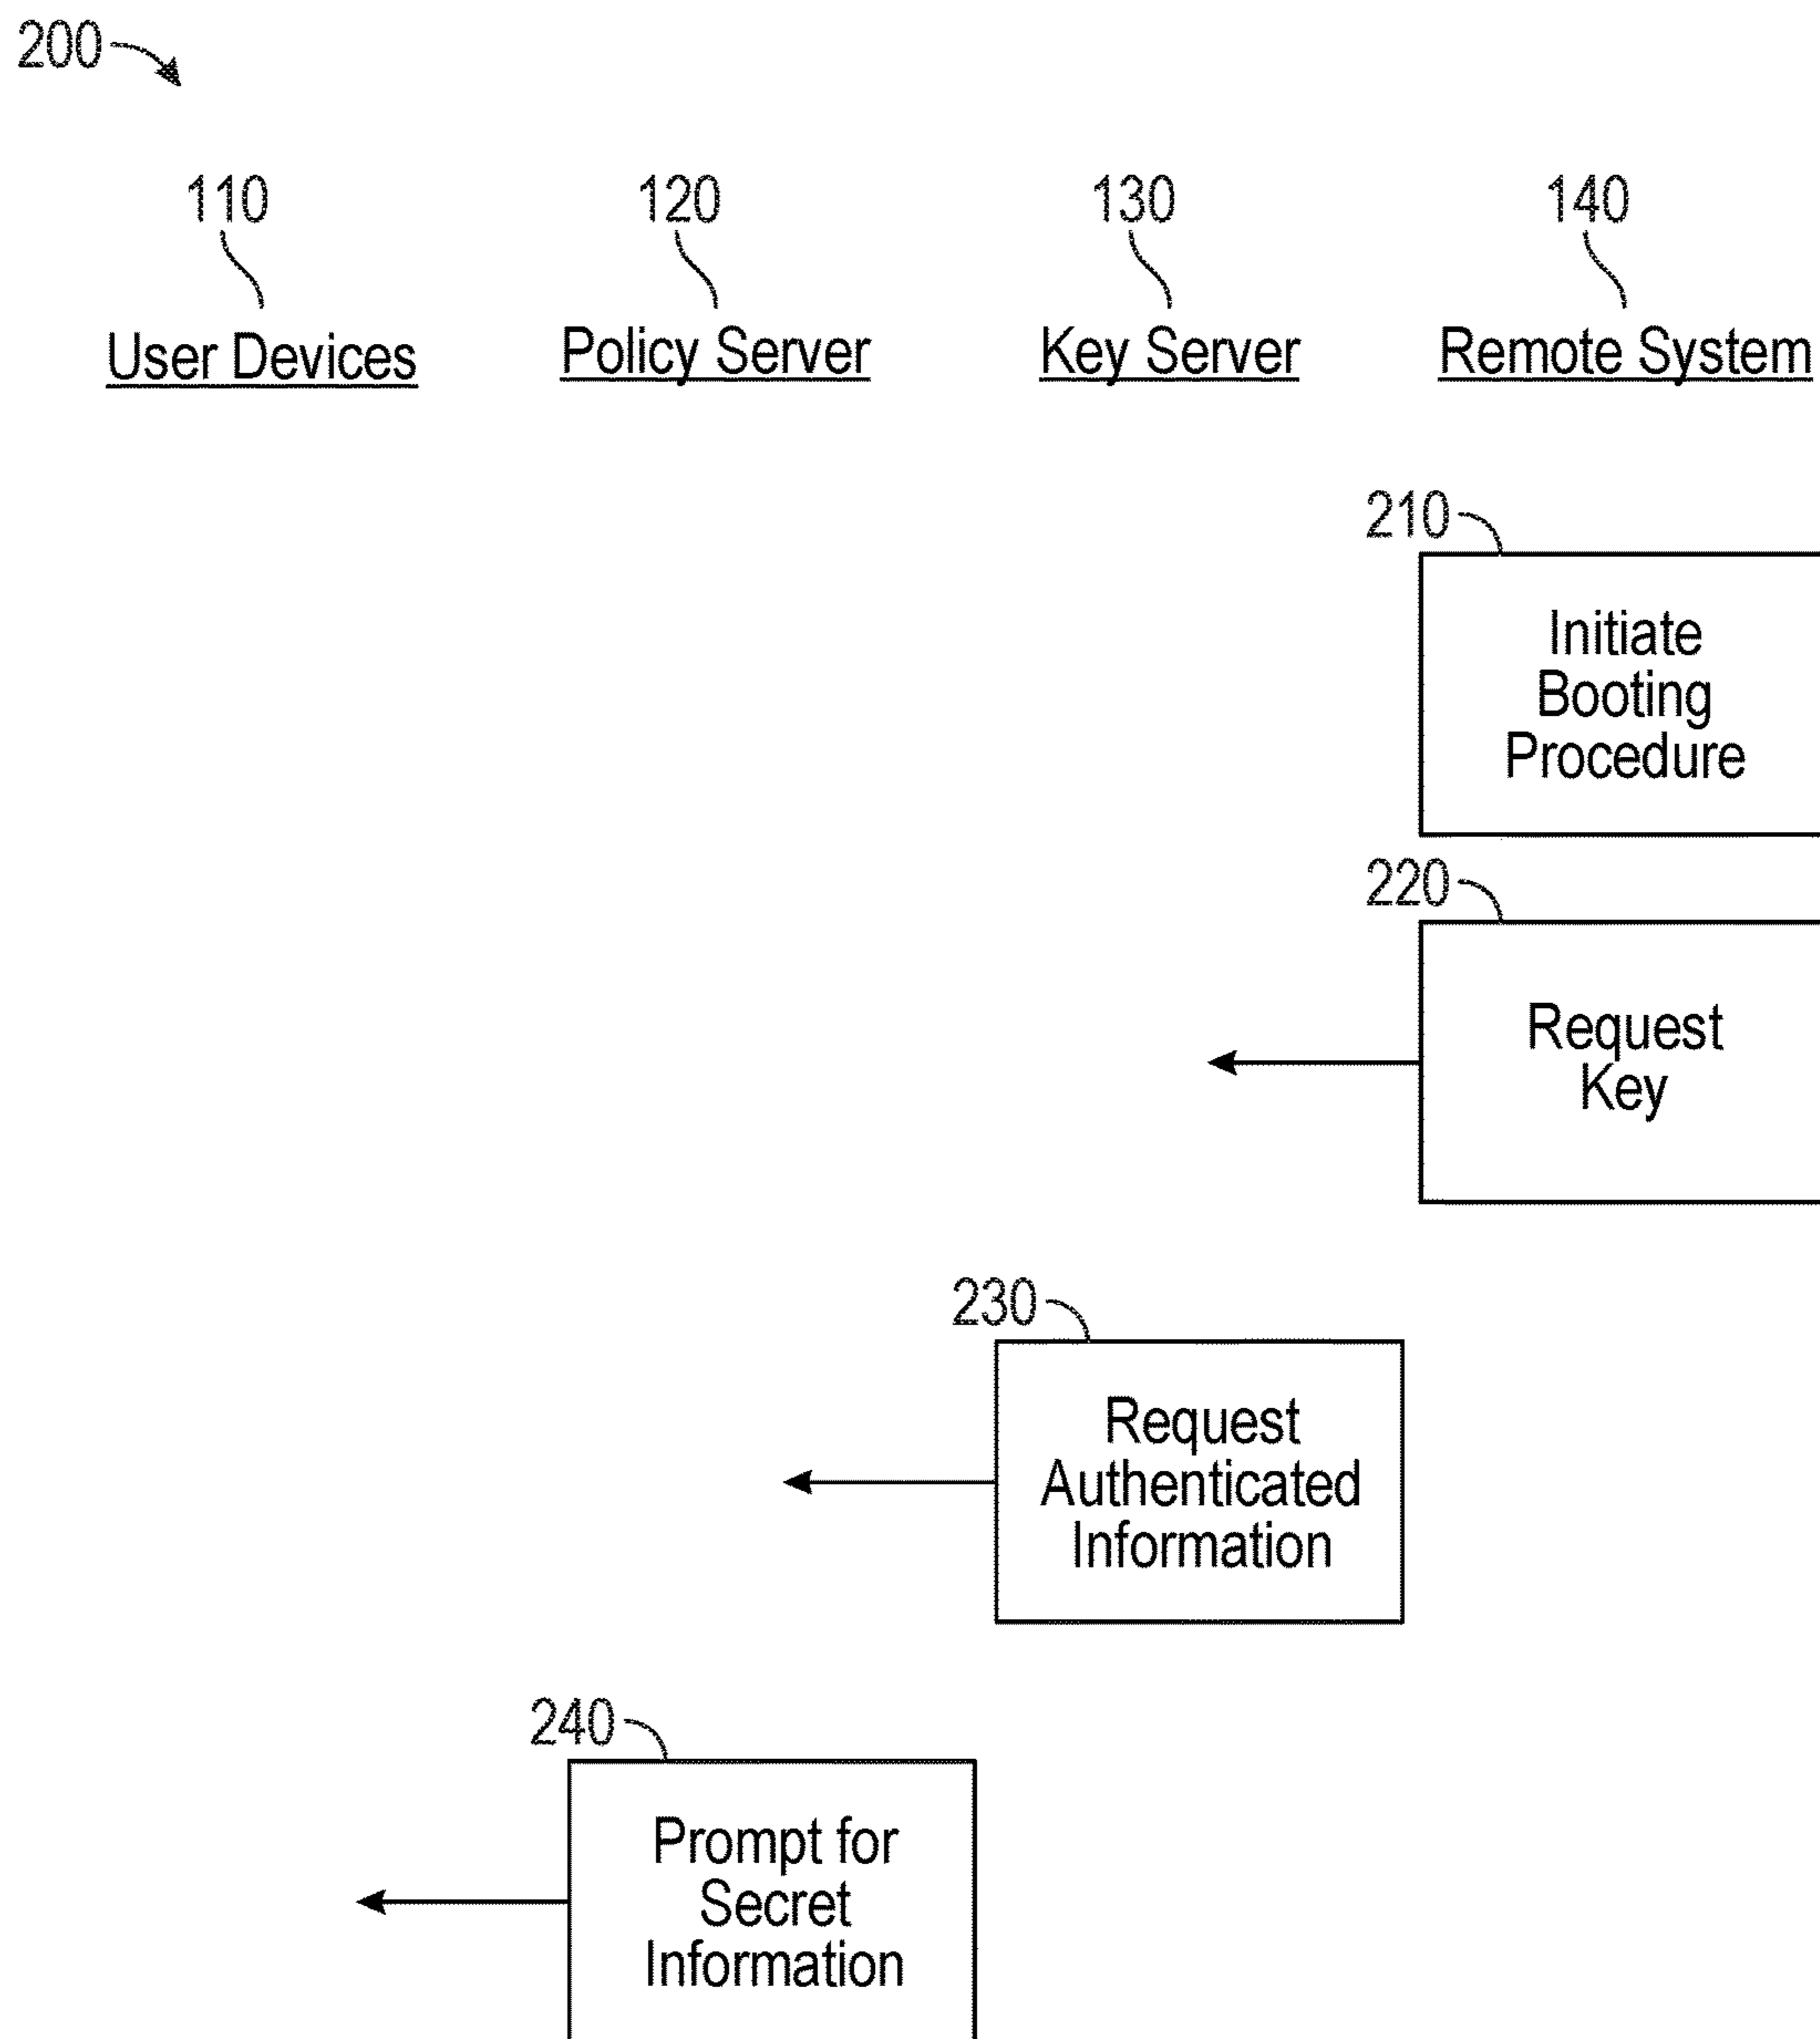 200
110
120
130
140
User Devices
Policy Server
Key Server
Remote System
210
Initiate
Booting
Procedure
220
Request
Key
230
Request
Authenticated
Information
240
Prompt for
Secret
Information